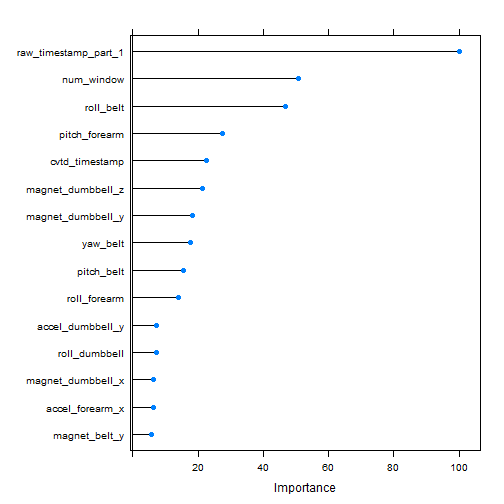 raw_timestamp_part_1
num_window
roll_belt
pitch_forearm
cvtd_timestamp
magnet_dumbbell_z
magnet_dumbbell_y
yaw_belt
pitch_belt
roll_forearm
accel_dumbbell_y
roll_dumbbell
magnet_dumbbell_x
accel_forearm_x
magnet_belt_y
20 40 60 80 100
Importance